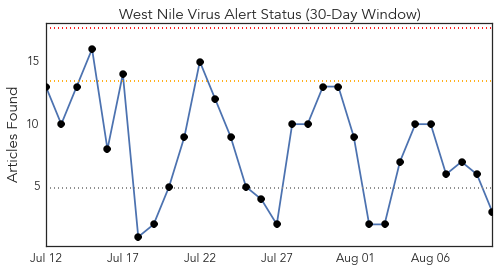 West Nile Virus Alert Status (30-Day Window)
Articles Found
15
10
5
Jul 12 Jul 17 Jul 22 Jul 27 Aug 01 Aug 06